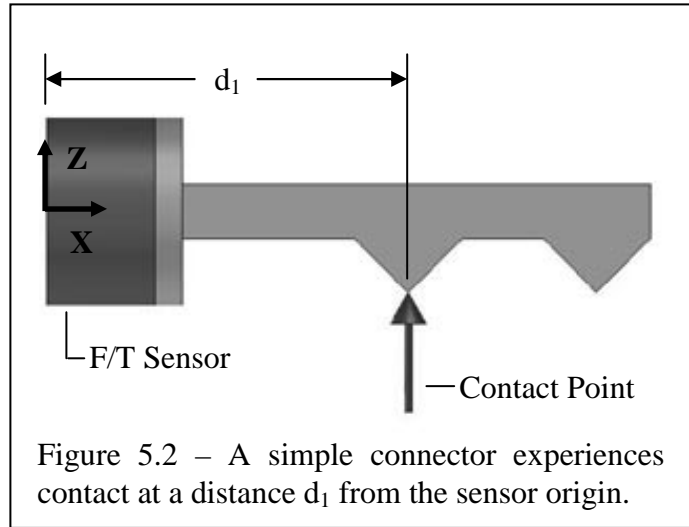 d₁
Z
X
F/T Sensor
Contact Point
Figure 5.2 – A simple connector experiences
contact at a distance d₁ from the sensor origin.